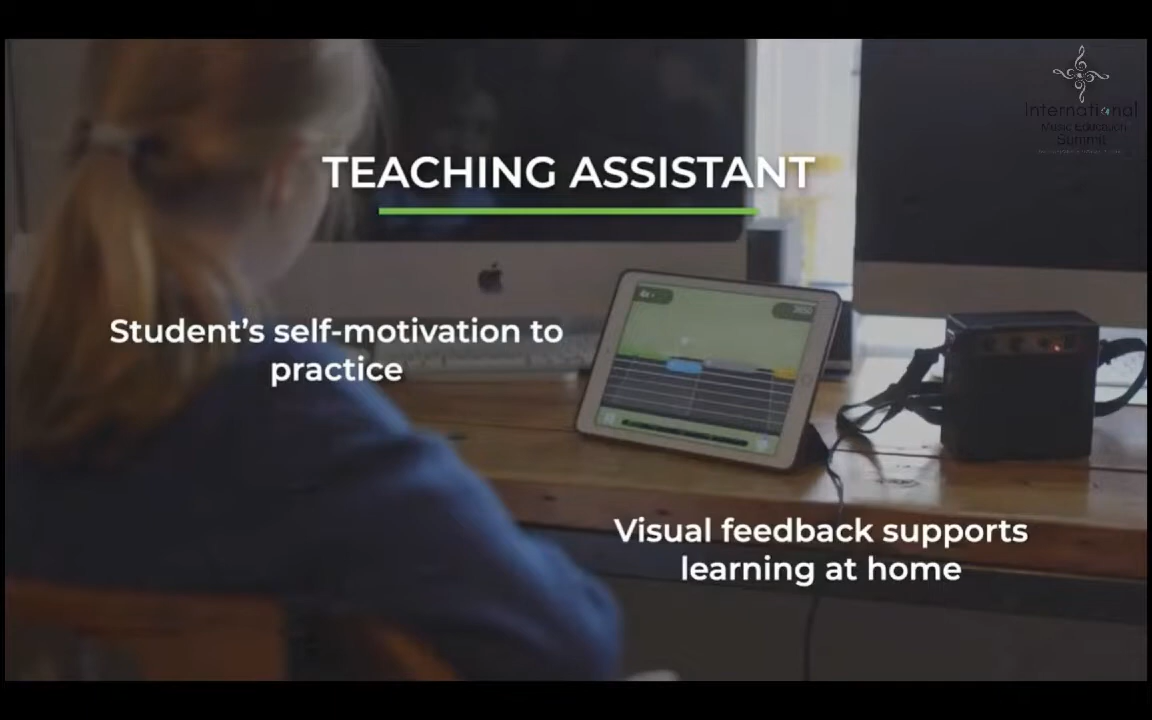 International
Music Education
Summit
TEACHING ASSISTANT
Student's self-motivation to
practice
Visual feedback supports
learning at home